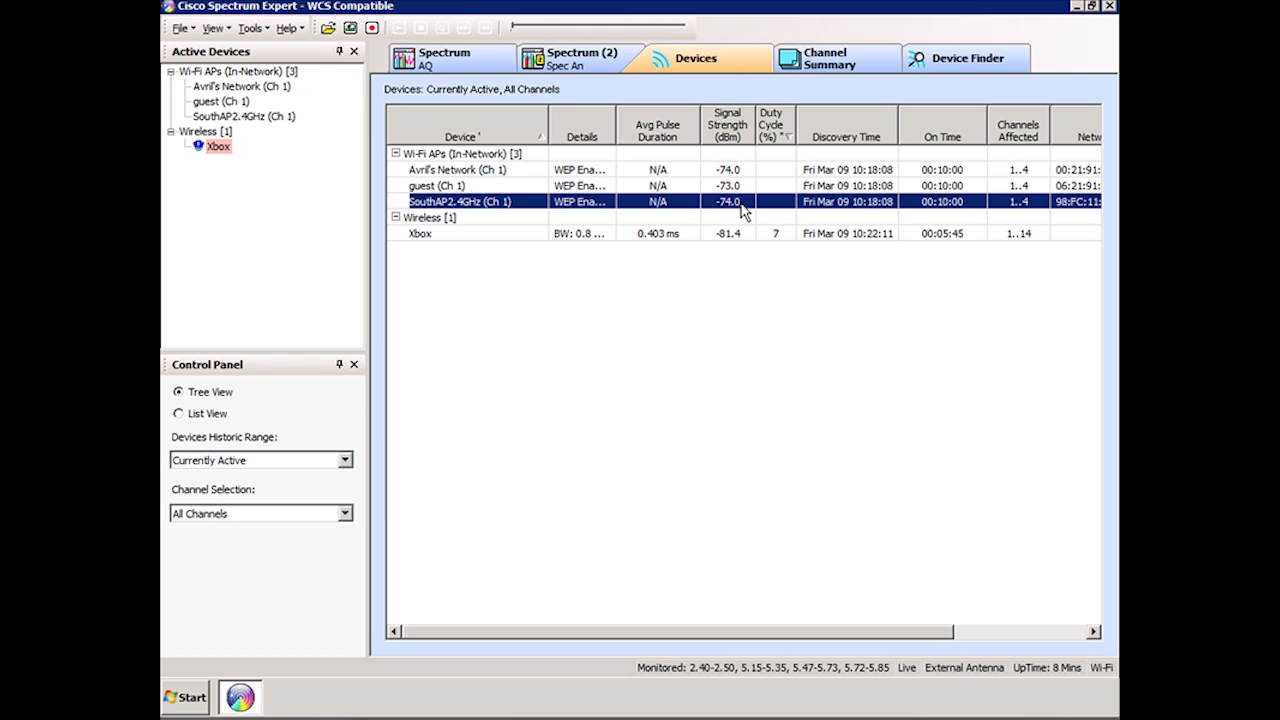 Cisco Spectrum Expert - WCS Compatible
File View Tools Help
Active Devices
Wi-Fi APs (In-Network) [3]
Avril's Network (Ch 1)
guest (Ch 1)
SouthAP2.4GHz (Ch 1)
Wireless [1]
Xbox
Control Panel
Tree View
List View
Devices Historic Range:
Currently Active
Channel Selection:
All Channels
Spectrum AQ
Spectrum (2) Spec An
Devices
Channel Summary
Device Finder
Devices: Currently Active, All Channels
Device Details Avg Pulse Duration Signal Strength (dBm) Duty Cycle (%) Discovery Time On Time Channels Affected Netw
Wi-Fi APs (In-Network) [3]
Avril's Network (Ch 1) WEP Ena... N/A -74.0 Fri Mar 09 10:18:08 00:10:00 1..4 00:21:91:
guest (Ch 1) WEP Ena... N/A -73.0 Fri Mar 09 10:18:08 00:10:00 1..4 06:21:91:
SouthAP2.4GHz (Ch 1) WEP Ena... N/A -74.0 Fri Mar 09 10:18:08 00:10:00 1..4 98:FC:11:
Wireless [1]
Xbox BW: 0.8 ... 0.403 ms -81.4 7 Fri Mar 09 10:22:11 00:05:45 1..14
Monitored: 2.40-2.50, 5.15-5.35, 5.47-5.73, 5.72-5.85 Live External Antenna UpTime: 8 Mins Wi-Fi
Start